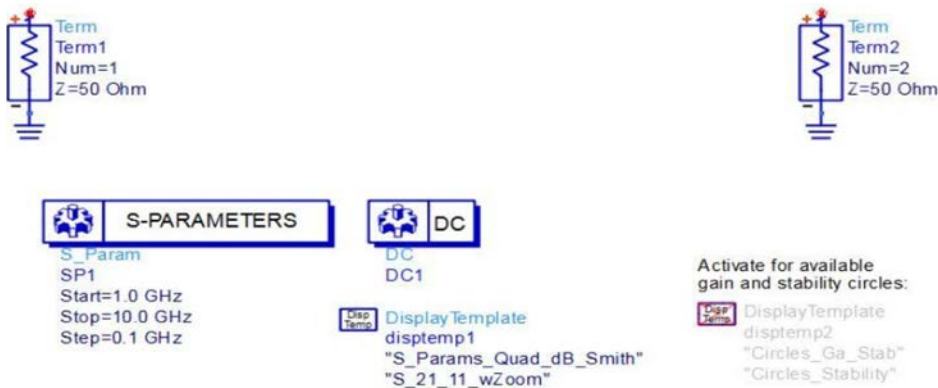 Term
Term1
Num=1
Z=50 Ohm
Term
Term2
Num=2
Z=50 Ohm
S-PARAMETERS
S_Param
SP1
Start=1.0 GHz
Stop=10.0 GHz
Step=0.1 GHz
DC
DC
DC1
Disp
Temp
DisplayTemplate
disptemp1
"S_Params_Quad_dB_Smith"
"S_21_11_wZoom"
Activate for available
gain and stability circles:
Disp
Temp
DisplayTemplate
disptemp2
"Circles_Ga_Stab"
"Circles_Stability"